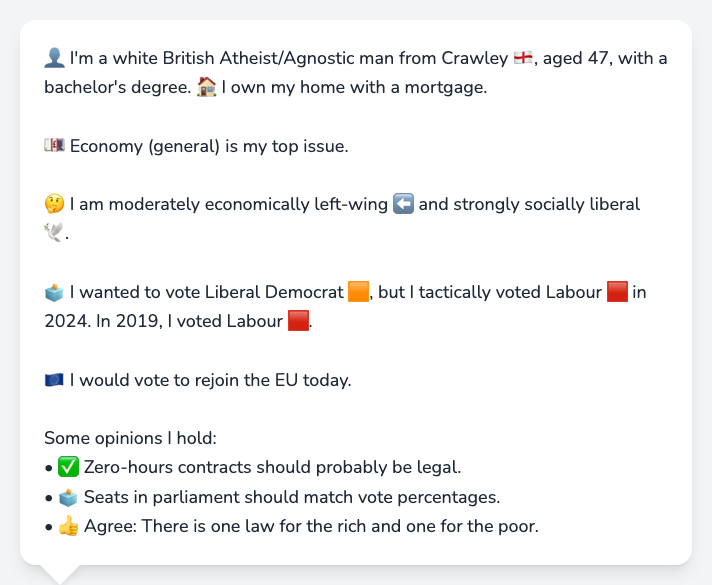 👤 I'm a white British Atheist/Agnostic man from Crawley 🏴󠁧󠁢󠁥󠁮󠁧󠁿, aged 47, with a
bachelor's degree. 🏠 I own my home with a mortgage.
💷 Economy (general) is my top issue.
🤔 I am moderately economically left-wing ⬅️ and strongly socially liberal
🕊️.
🗳️ I wanted to vote Liberal Democrat 🟧, but I tactically voted Labour 🟥 in
2024. In 2019, I voted Labour 🟥.
🇪🇺 I would vote to rejoin the EU today.
Some opinions I hold:
• ✅ Zero-hours contracts should probably be legal.
• 🗳️ Seats in parliament should match vote percentages.
• 👍 Agree: There is one law for the rich and one for the poor.